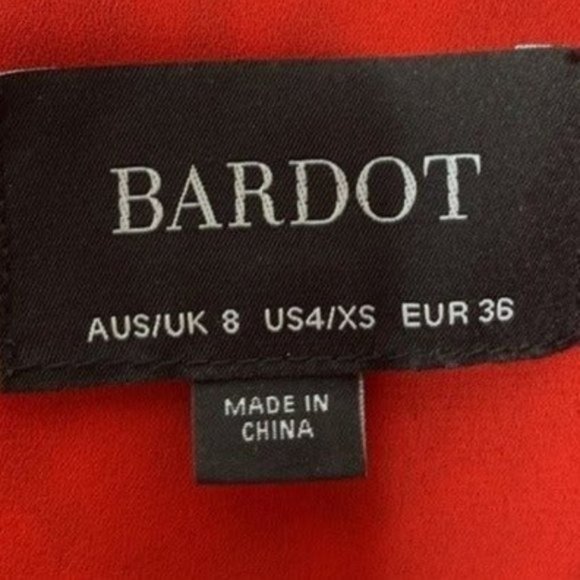 BARDOT
AUS/UK 8 US4/XS EUR 36
MADE IN
CHINA